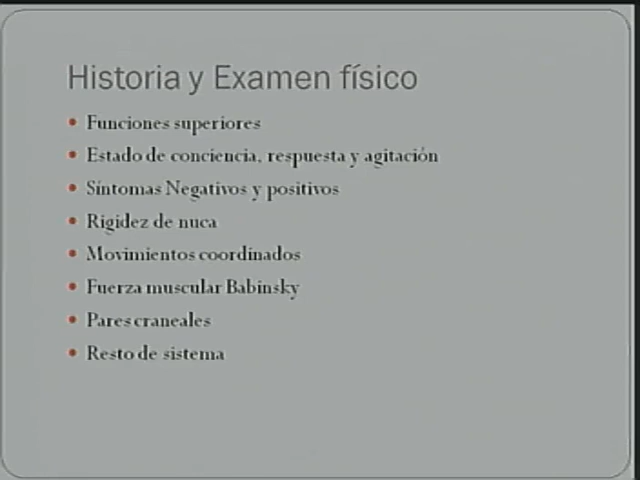 Historia y Examen físico
• Funciones superiores
• Estado de conciencia, respuesta y agitación
• Síntomas Negativos y positivos
• Rigidez de nuca
• Movimientos coordinados
• Fuerza muscular Babinsky
• Pares craneales
• Resto de sistema